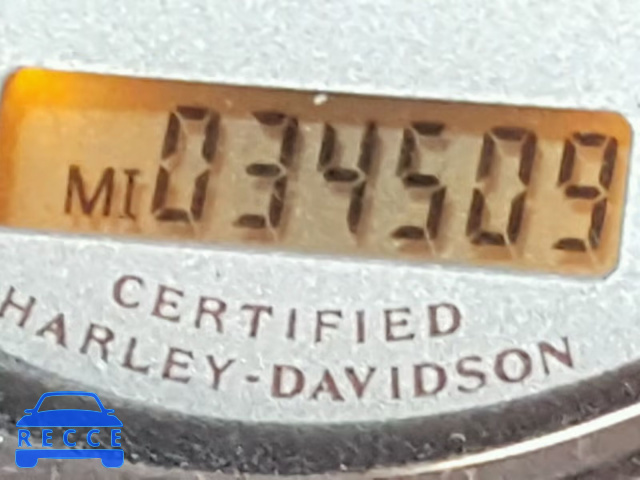 MI 034509
CERTIFIED
HARLEY-DAVIDSON
RECCE